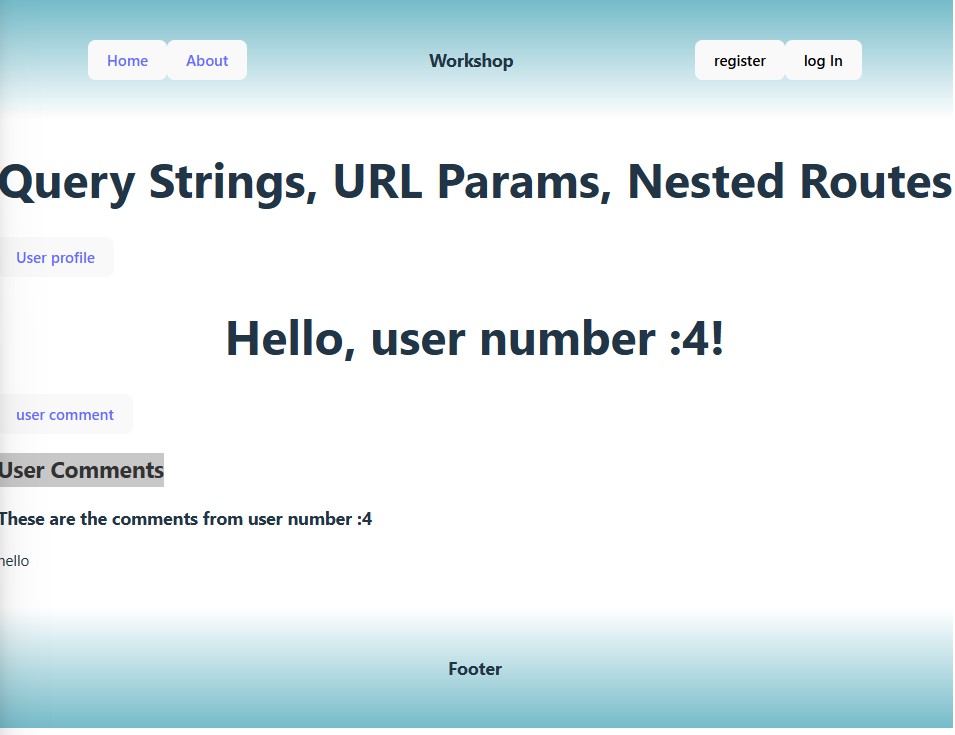 Home About Workshop register log In
Query Strings, URL Params, Nested Routes
User profile
Hello, user number :4!
user comment
User Comments
These are the comments from user number :4
hello
Footer